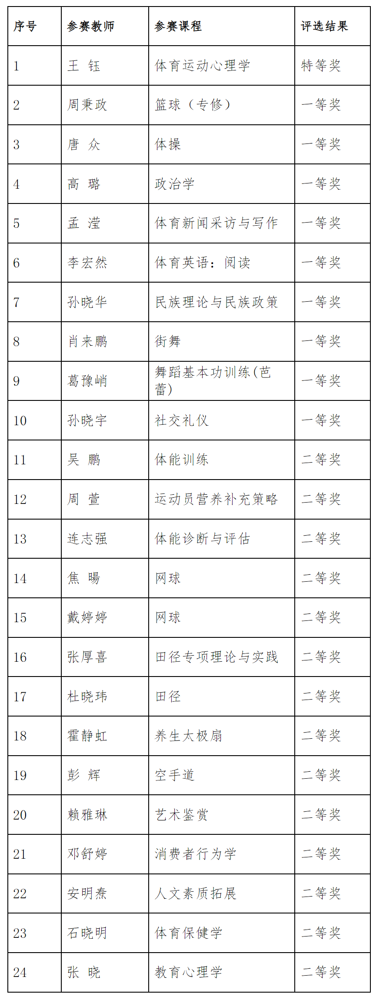 序号 参赛教师 参赛课程 评选结果
1 王 钰 体育运动心理学 特等奖
2 周秉政 篮球（专修） 一等奖
3 唐 众 体操 一等奖
4 高 璐 政治学 一等奖
5 孟 滢 体育新闻采访与写作 一等奖
6 李宏然 体育英语：阅读 一等奖
7 孙晓华 民族理论与民族政策 一等奖
8 肖来鹏 街舞 一等奖
9 葛豫峭 舞蹈基本功训练(芭
蕾) 一等奖
10 孙晓宇 社交礼仪 一等奖
11 吴 鹏 体能训练 二等奖
12 周 萱 运动员营养补充策略 二等奖
13 连志强 体能诊断与评估 二等奖
14 焦 暘 网球 二等奖
15 戴婷婷 网球 二等奖
16 张厚喜 田径专项理论与实践 二等奖
17 杜晓玮 田径 二等奖
18 霍静虹 养生太极扇 二等奖
19 彭 辉 空手道 二等奖
20 赖雅琳 艺术鉴赏 二等奖
21 邓舒婷 消费者行为学 二等奖
22 安明焘 人文素质拓展 二等奖
23 石晓明 体育保健学 二等奖
24 张 晓 教育心理学 二等奖